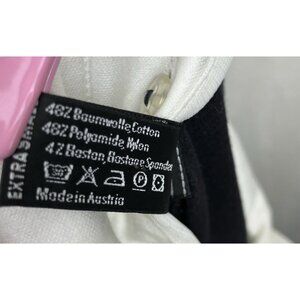 48% Baumwolle, Cotton
48% Polyamide, Nylon
4% Elastan, Elastane Spandex
Made in Austria
EXTRA SMALL